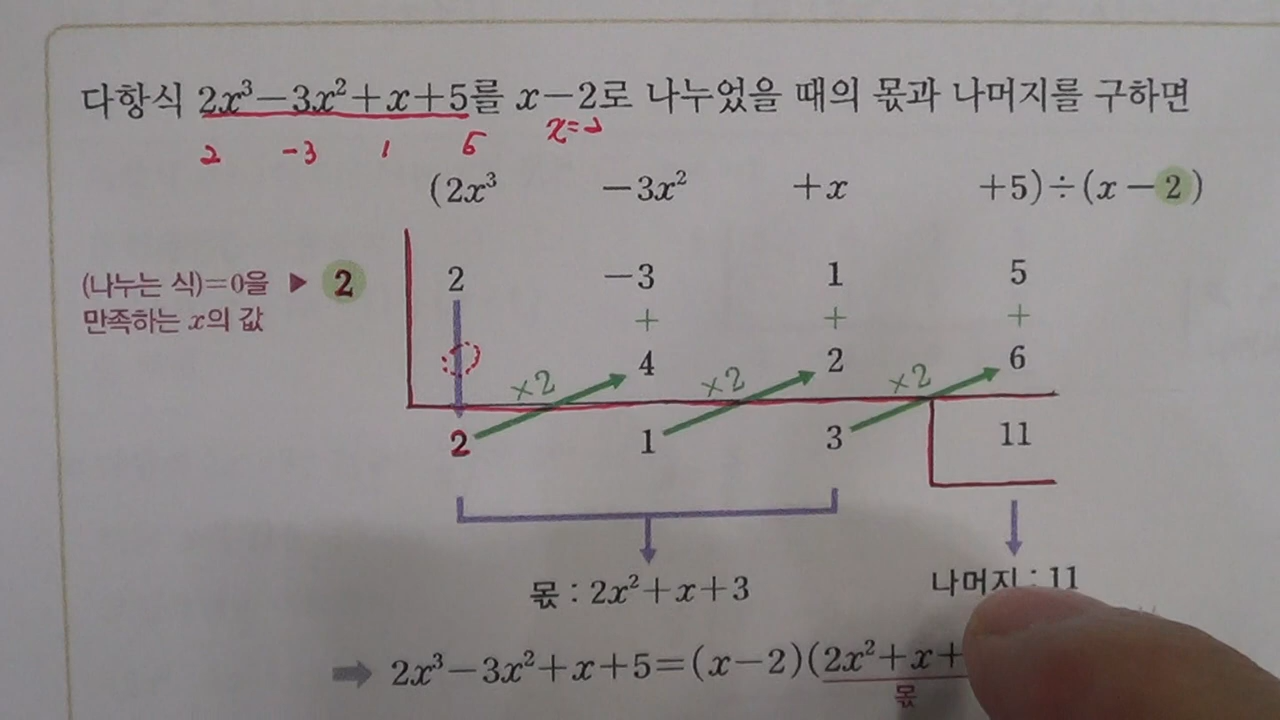 다항식 2x³−3x²+x+5를 x−2로 나누었을 때의 몫과 나머지를 구하면
2 −3 1 5 x=2
(2x³ −3x² +x +5)÷(x−2)
(나누는 식)=0을 ▶ 2 2 −3 1 5
만족하는 x의 값 + + +
4 2 6
×2 ×2 ×2
2 1 3 11
몫 : 2x²+x+3 나머지 : 11
➡ 2x³−3x²+x+5=(x−2)(2x²+x+
몫